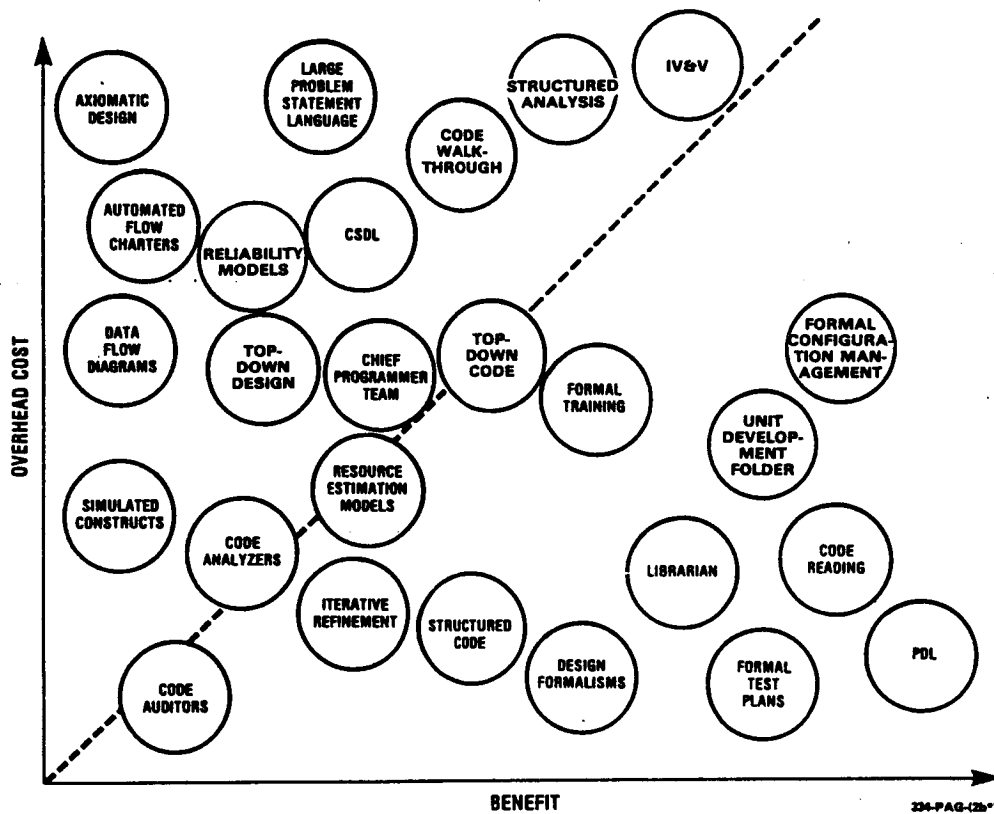 AXIOMATIC
DESIGN
LARGE
PROBLEM
STATEMENT
LANGUAGE
STRUCTURED
ANALYSIS
IV&V
CODE
WALK-
THROUGH
AUTOMATED
FLOW
CHARTERS
RELIABILITY
MODELS
CSDL
DATA
FLOW
DIAGRAMS
TOP-
DOWN
DESIGN
CHIEF
PROGRAMMER
TEAM
TOP-
DOWN
CODE
FORMAL
TRAINING
FORMAL
CONFIGURA-
TION MAN-
AGEMENT
UNIT
DEVELOP-
MENT
FOLDER
OVERHEAD COST
SIMULATED
CONSTRUCTS
CODE
ANALYZERS
RESOURCE
ESTIMATION
MODELS
LIBRARIAN
CODE
READING
ITERATIVE
REFINEMENT
STRUCTURED
CODE
DESIGN
FORMALISMS
FORMAL
TEST
PLANS
PDL
CODE
AUDITORS
BENEFIT